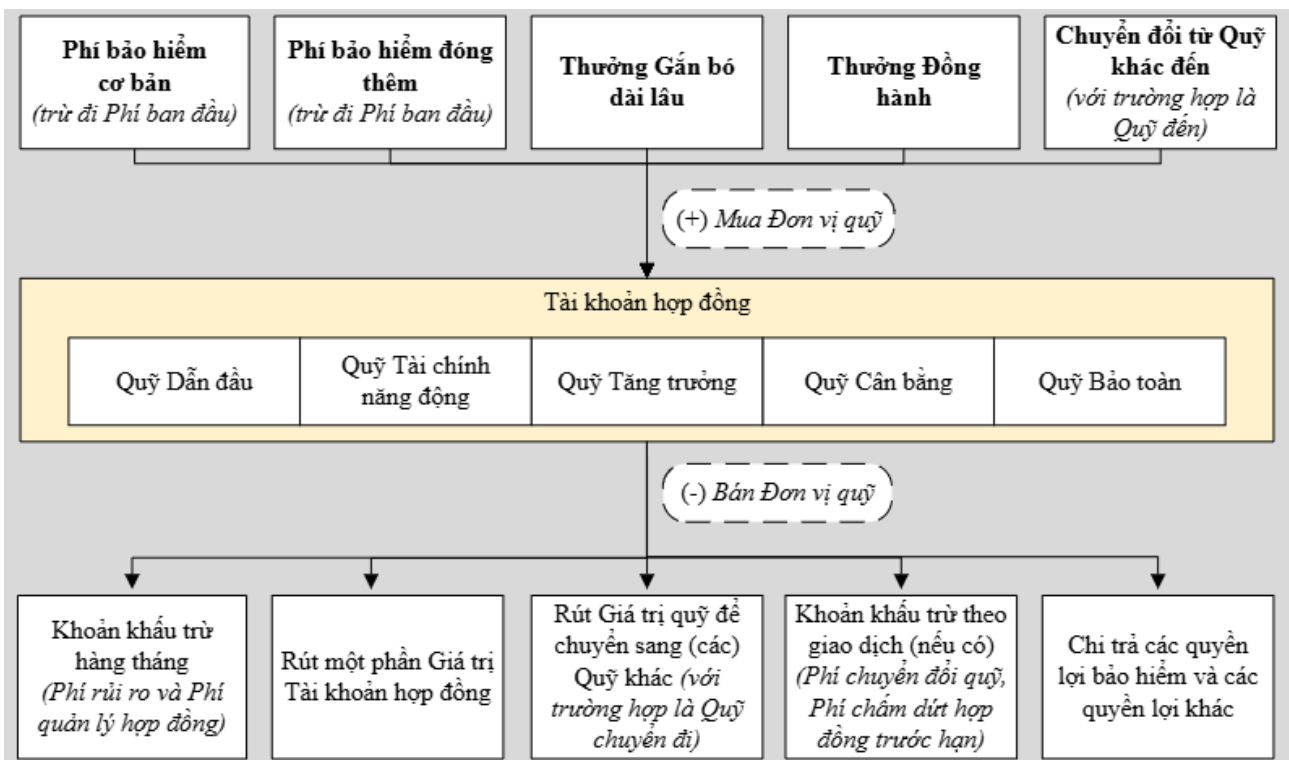 Phí bảo hiểm
cơ bản
(trừ đi Phí ban đầu)
Phí bảo hiểm đóng
thêm
(trừ đi Phí ban đầu)
Thưởng Gắn bó
dài lâu
Thưởng Đồng
hành
Chuyển đổi từ Quỹ
khác đến
(với trường hợp là
Quỹ đến)
(+) Mua Đơn vị quỹ
Tài khoản hợp đồng
Quỹ Dẫn đầu
Quỹ Tài chính
năng động
Quỹ Tăng trưởng
Quỹ Cân bằng
Quỹ Bảo toàn
(-) Bán Đơn vị quỹ
Khoản khấu trừ
hàng tháng
(Phí rủi ro và Phí
quản lý hợp đồng)
Rút một phần Giá trị
Tài khoản hợp đồng
Rút Giá trị quỹ để
chuyển sang (các)
Quỹ khác (với
trường hợp là Quỹ
chuyển đi)
Khoản khấu trừ theo
giao dịch (nếu có)
(Phí chuyển đổi quỹ,
Phí chấm dứt hợp
đồng trước hạn)
Chi trả các quyền
lợi bảo hiểm và các
quyền lợi khác